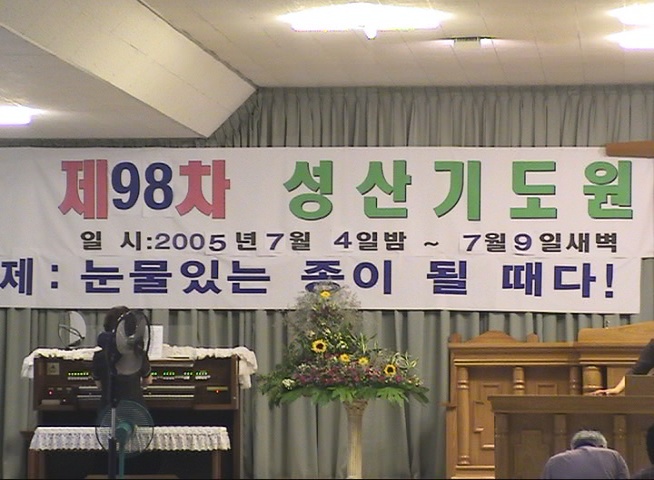 제98차 성산기도원
일 시:2005년7월 4일밤 ~ 7월9일새벽
제 : 눈물있는 종이 될 때다!